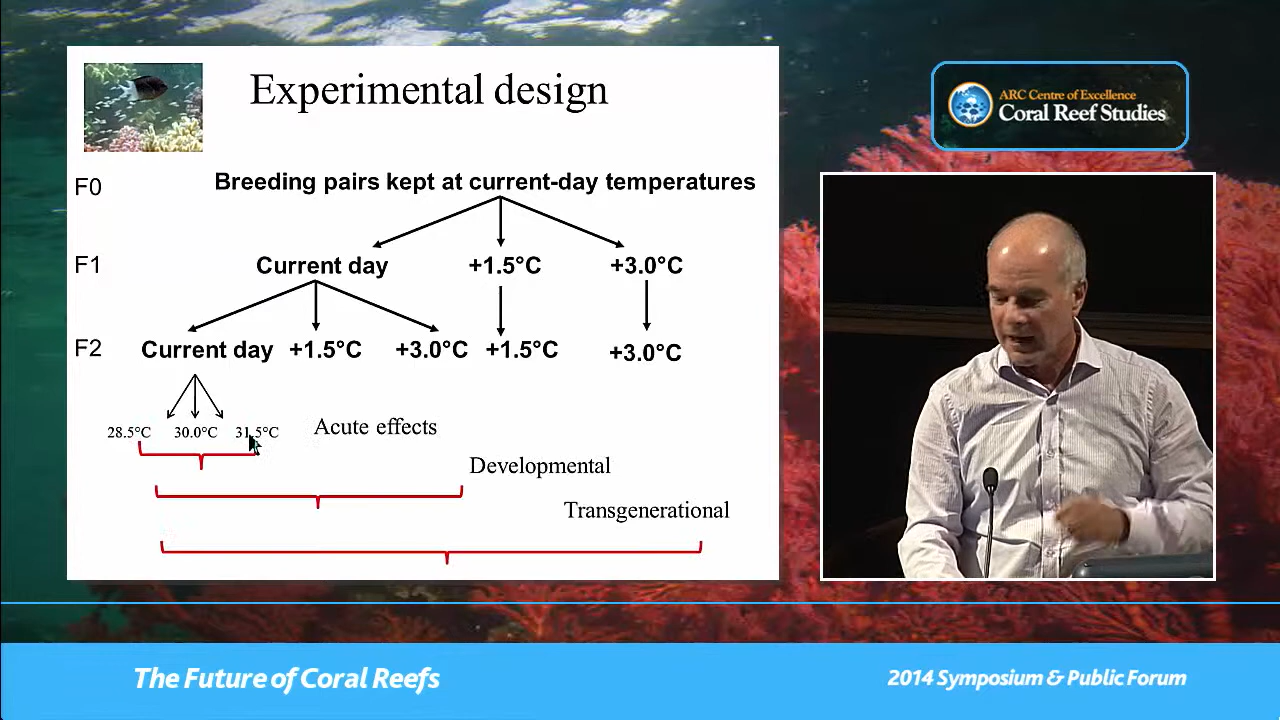 Experimental design
F0 Breeding pairs kept at current-day temperatures
F1 Current day +1.5°C +3.0°C
F2 Current day +1.5°C +3.0°C +1.5°C +3.0°C
28.5°C 30.0°C 31.5°C Acute effects
Developmental
Transgenerational
ARC Centre of Excellence
Coral Reef Studies
The Future of Coral Reefs
2014 Symposium & Public Forum